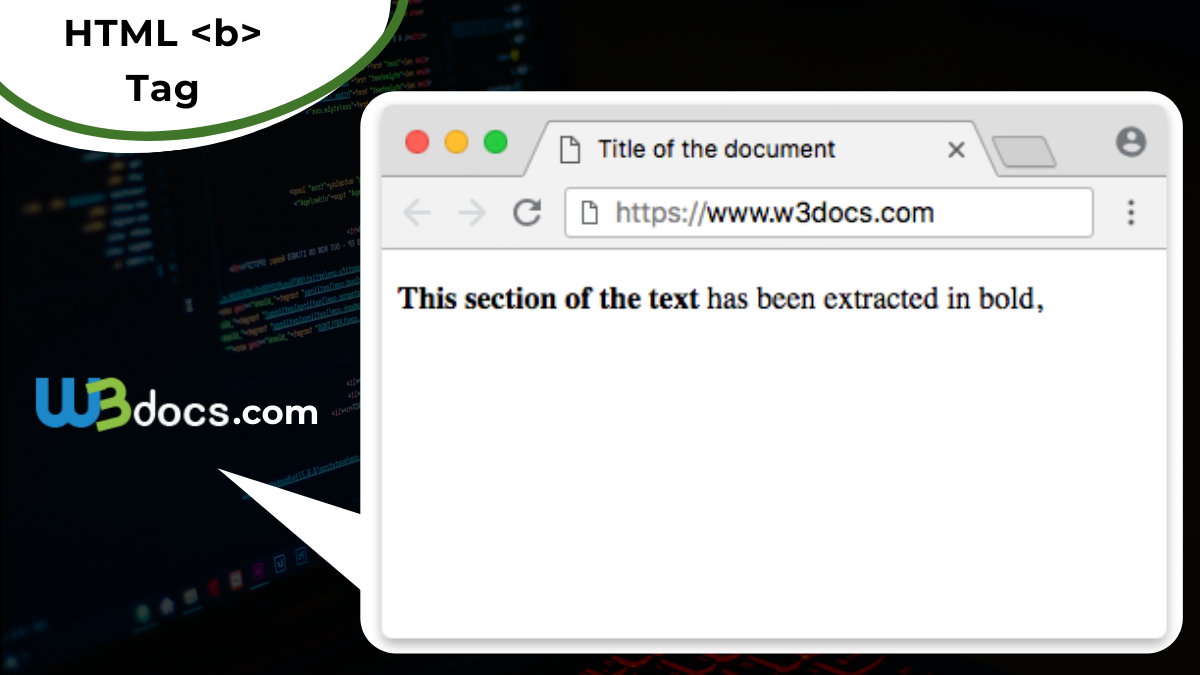 HTML <b>
Tag
Title of the document
https://www.w3docs.com
This section of the text has been extracted in bold,
W3docs.com